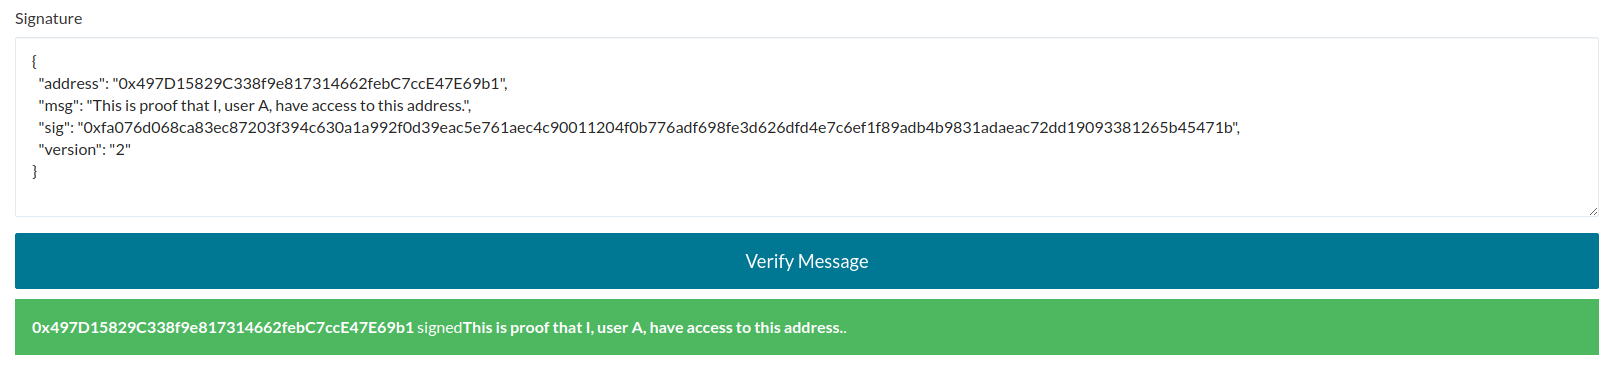 Signature
{
"address": "0x497D15829C338f9e817314662febC7ccE47E69b1",
"msg": "This is proof that I, user A, have access to this address.",
"sig": "0xfa076d068ca83ec87203f394c630a1a992f0d39eac5e761aec4c90011204f0b776adf698fe3d626dfd4e7c6ef1f89adb4b9831adaeac72dd19093381265b45471b",
"version": "2"
}
Verify Message
0x497D15829C338f9e817314662febC7ccE47E69b1 signedThis is proof that I, user A, have access to this address..